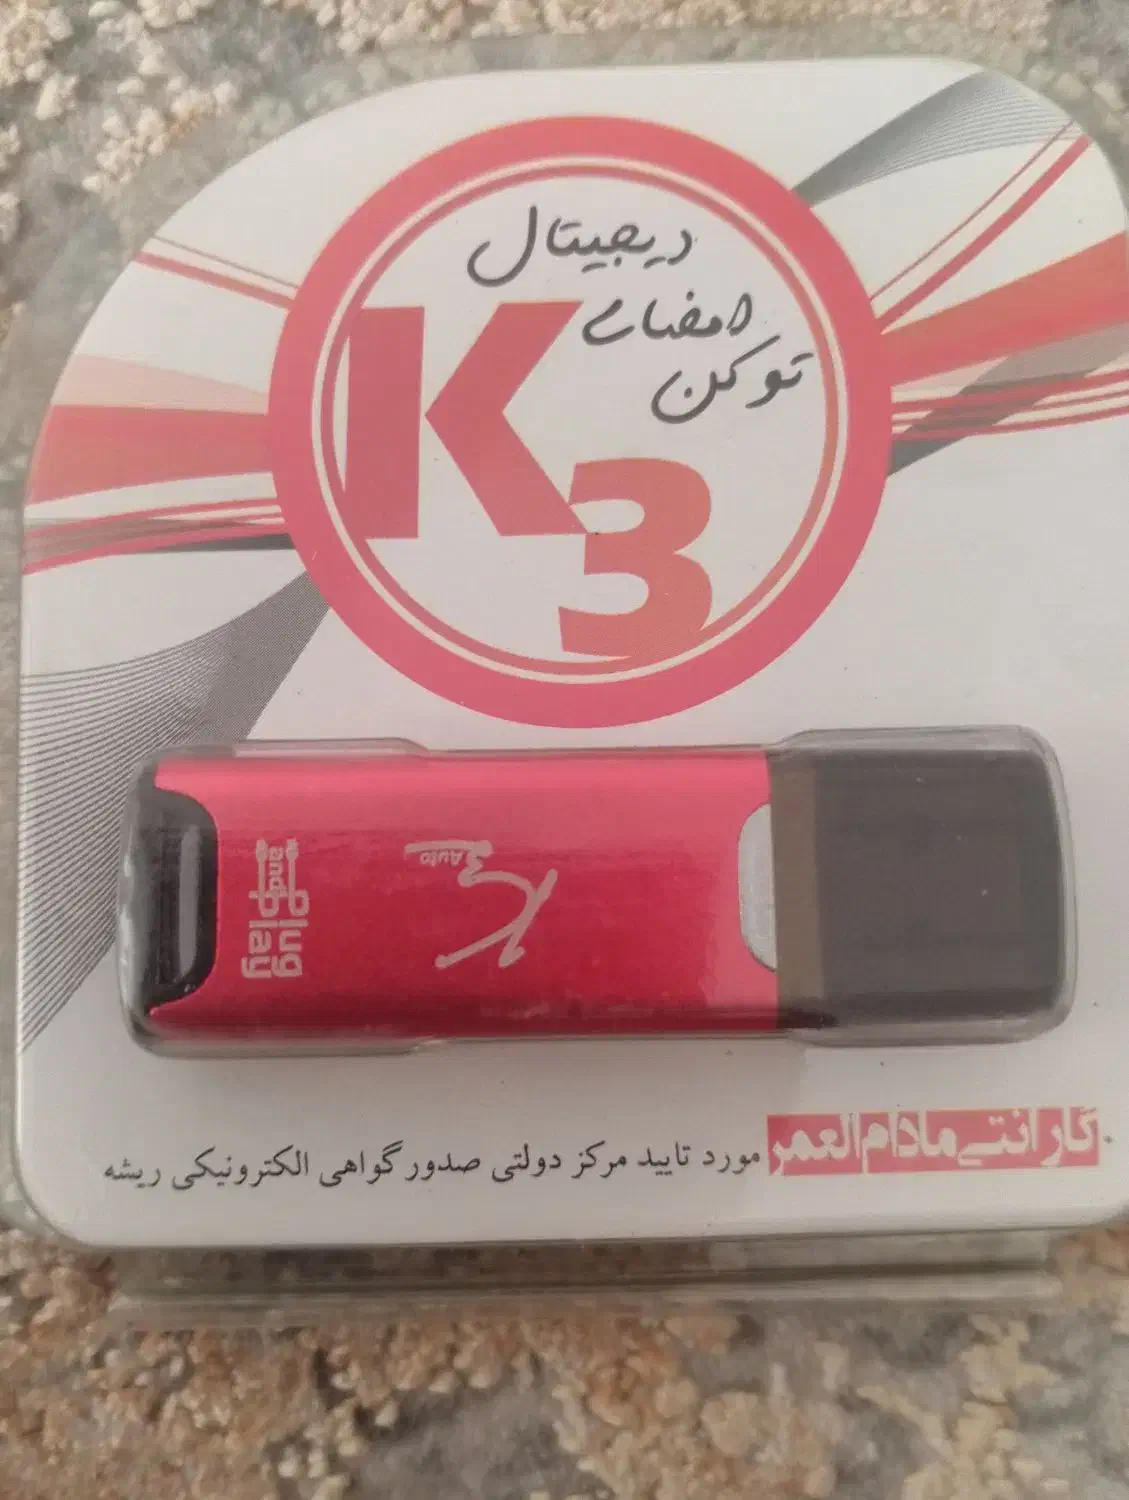 دیجیتال
امضای
توکن
K3
K3
Auto
Plug
and
Play
گارانتی مادام العمر مورد تایید مرکز دولتی صدور گواهی الکترونیکی ریشه